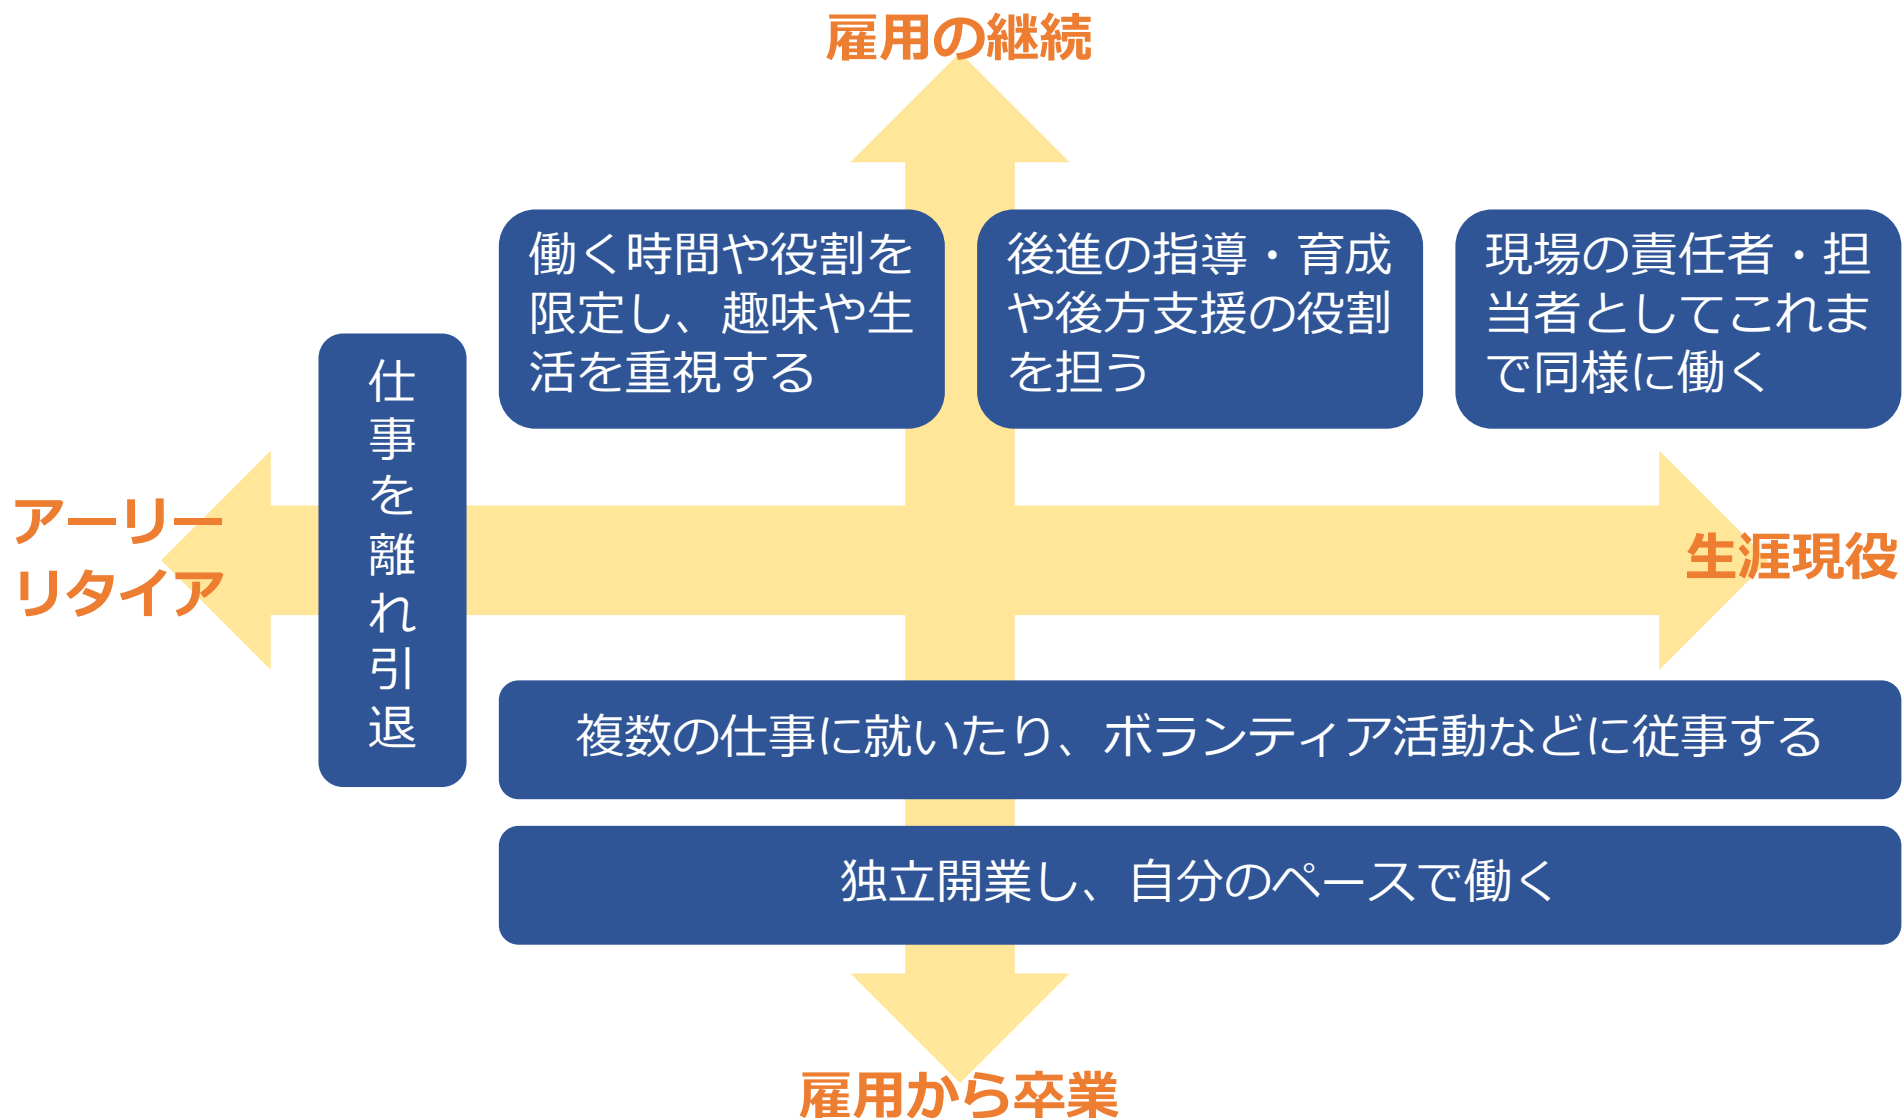 雇用の継続
働く時間や役割を
限定し、趣味や生
活を重視する
後進の指導・育成
や後方支援の役割
を担う
現場の責任者・担
当者としてこれま
で同様に働く
仕事を離れ引退
アーリー
リタイア
生涯現役
複数の仕事に就いたり、ボランティア活動などに従事する
独立開業し、自分のペースで働く
雇用から卒業